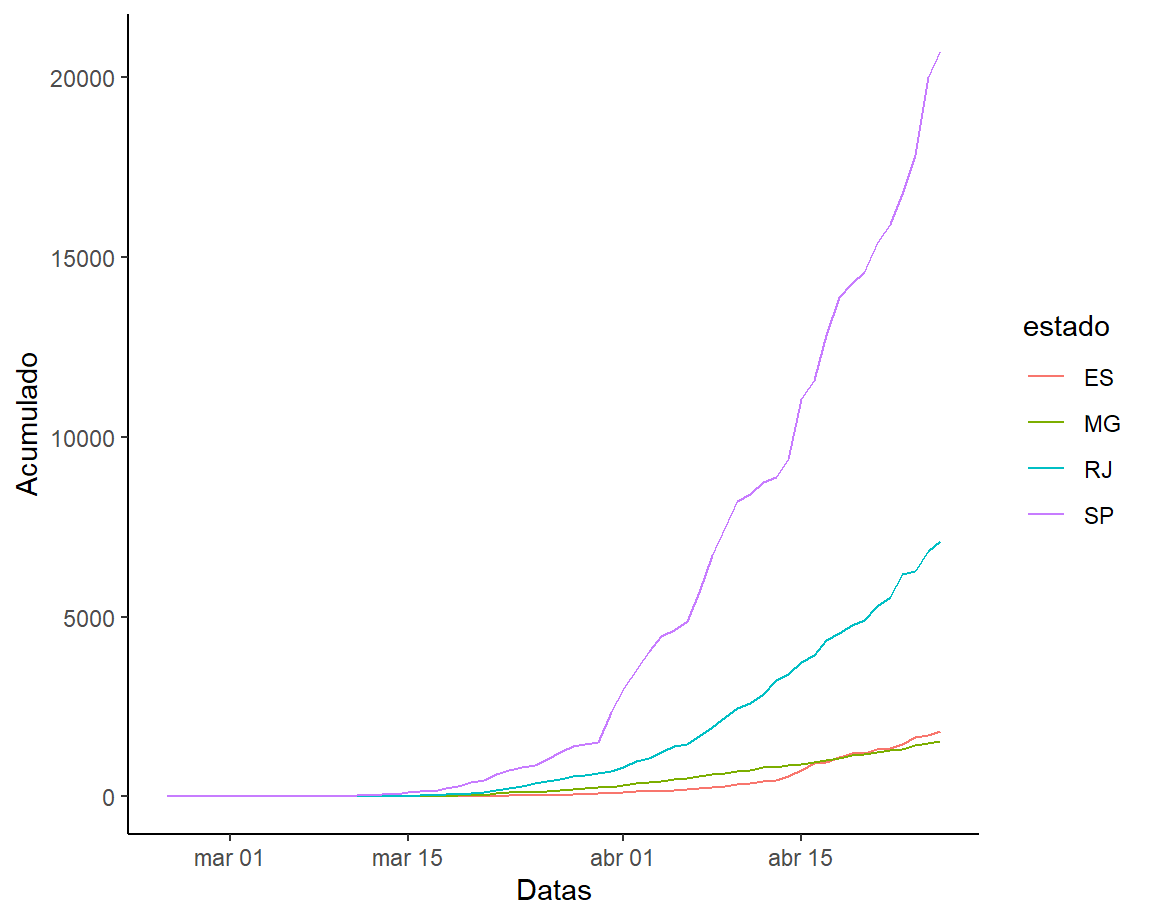 20000
15000
10000
5000
0
Acumulado
mar 01
mar 15
abr 01
abr 15
Datas
estado
ES
MG
RJ
SP